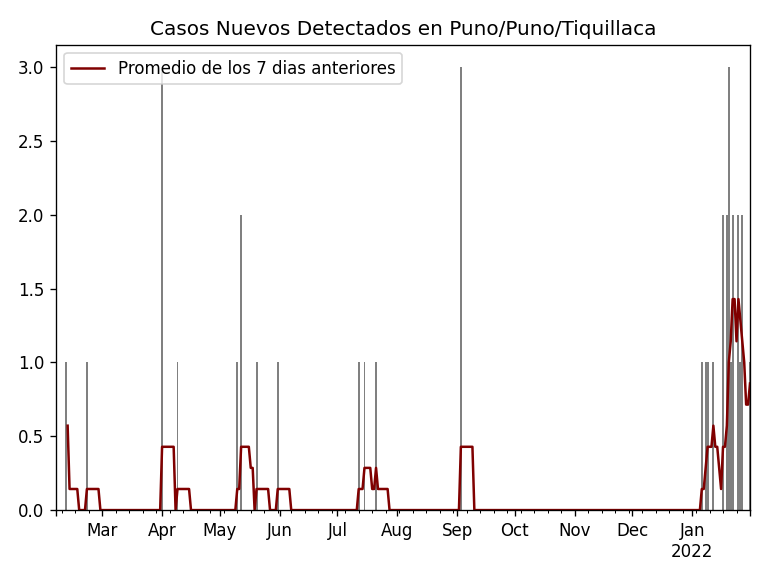 Casos Nuevos Detectados en Puno/Puno/Tiquillaca
Promedio de los 7 dias anteriores
3.0
2.5
2.0
1.5
1.0
0.5
0.0
Mar Apr May Jun Jul Aug Sep Oct Nov Dec Jan
2022